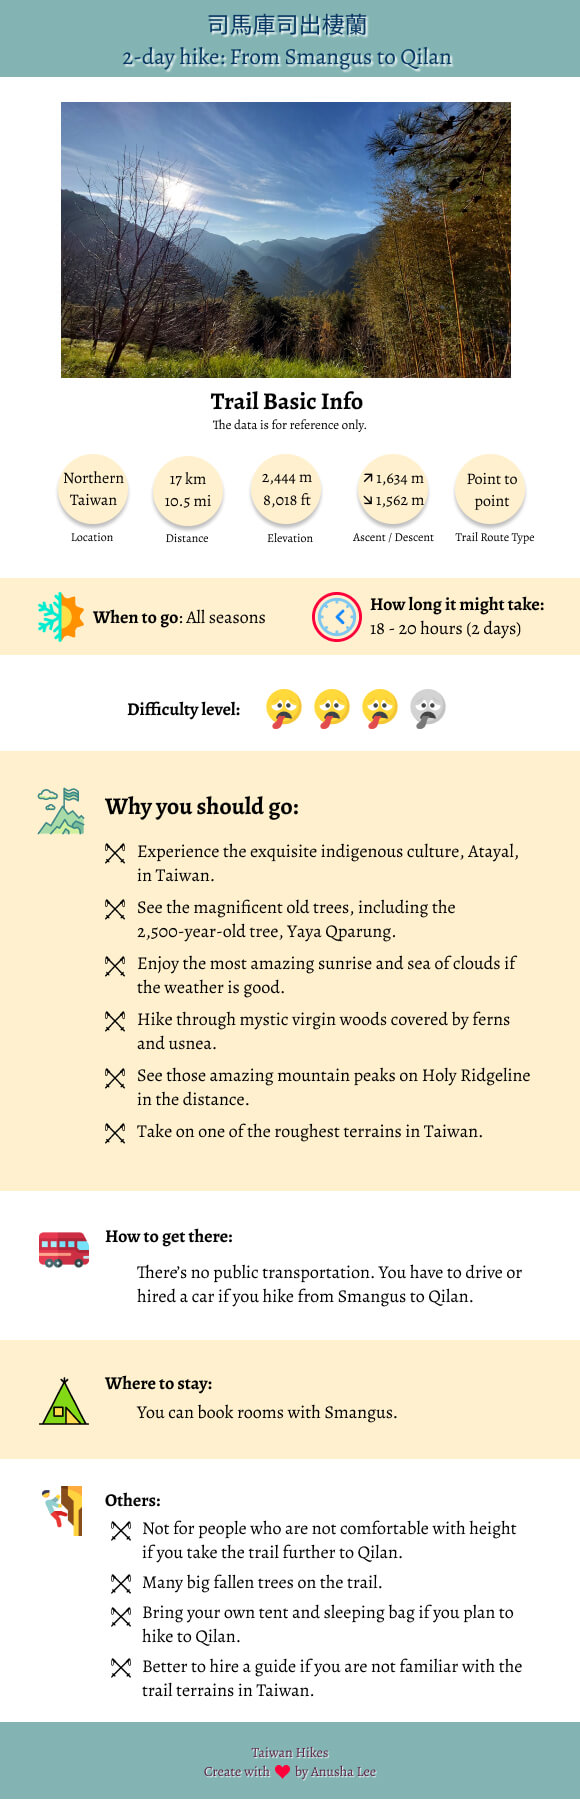 司馬庫司出棲蘭
2-day hike: From Smangus to Qilan
Trail Basic Info
The data is for reference only.
Northern
Taiwan
Location
17 km
10.5 mi
Distance
2,444 m
8,018 ft
Elevation
↗ 1,634 m
↘ 1,562 m
Ascent / Descent
Point to
point
Trail Route Type
When to go: All seasons
How long it might take:
18 - 20 hours (2 days)
Difficulty level:
Why you should go:
Experience the exquisite indigenous culture, Atayal,
in Taiwan.
See the magnificent old trees, including the
2,500-year-old tree, Yaya Qparung.
Enjoy the most amazing sunrise and sea of clouds if
the weather is good.
Hike through mystic virgin woods covered by ferns
and usnea.
See those amazing mountain peaks on Holy Ridgeline
in the distance.
Take on one of the roughest terrains in Taiwan.
How to get there:
There's no public transportation. You have to drive or
hired a car if you hike from Smangus to Qilan.
Where to stay:
You can book rooms with Smangus.
Others:
Not for people who are not comfortable with height
if you take the trail further to Qilan.
Many big fallen trees on the trail.
Bring your own tent and sleeping bag if you plan to
hike to Qilan.
Better to hire a guide if you are not familiar with the
trail terrains in Taiwan.
Taiwan Hikes
Create with ❤ by Anusha Lee